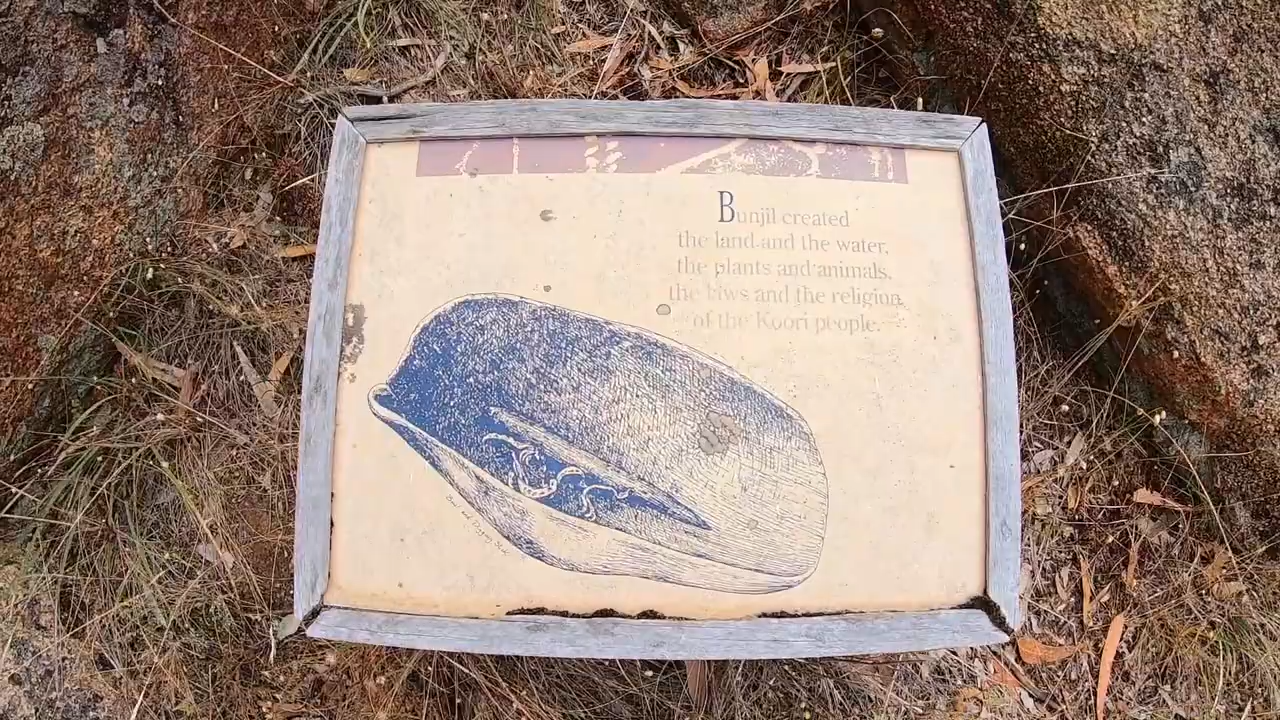 Bunjil created
the land and the water,
the plants and animals,
the laws and the religion
of the Koori people.